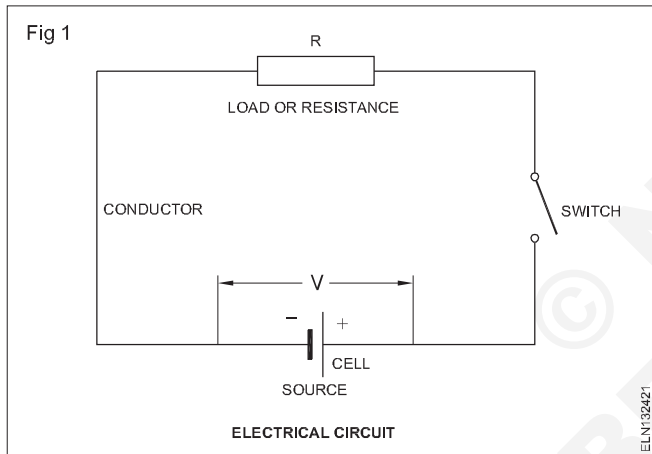 Fig 1
R
LOAD OR RESISTANCE
CONDUCTOR
SWITCH
V
– +
CELL
SOURCE
ELECTRICAL CIRCUIT
ELN132421
©